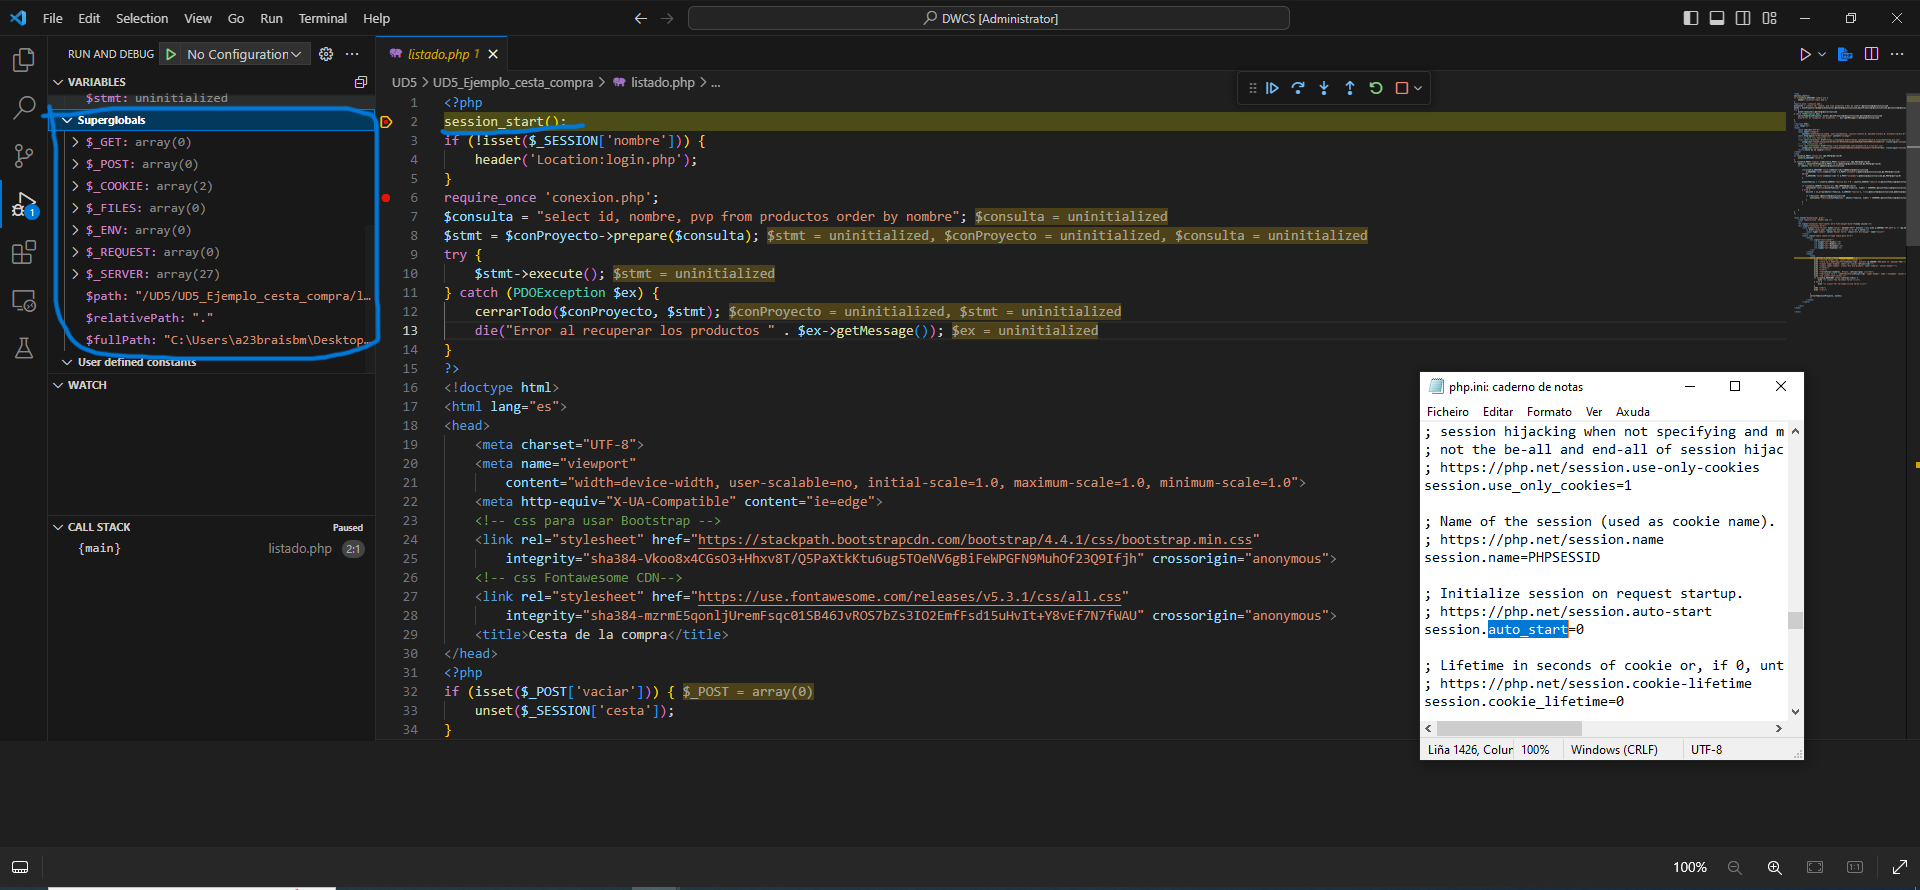 File Edit Selection View Go Run Terminal Help
DWCS [Administrator]
RUN AND DEBUG No Configuration
VARIABLES
$stmt: uninitialized
Superglobals
$_GET: array(0)
$_POST: array(0)
$_COOKIE: array(2)
$_FILES: array(0)
$_ENV: array(0)
$_REQUEST: array(0)
$_SERVER: array(27)
$path: "/UD5/UD5_Ejemplo_cesta_compra/l…
$relativePath: "."
$fullPath: "C:\Users\a23braisbm\Desktop…
User defined constants
WATCH
CALL STACK Paused
{main} listado.php 2:1
1
listado.php 1
UD5 > UD5_Ejemplo_cesta_compra > listado.php > ...
1 <?php
2 session_start();
3 if (!isset($_SESSION['nombre'])) {
4 header('Location:login.php');
5 }
6 require_once 'conexion.php';
7 $consulta = "select id, nombre, pvp from productos order by nombre"; $consulta = uninitialized
8 $stmt = $conProyecto->prepare($consulta); $stmt = uninitialized, $conProyecto = uninitialized, $consulta = uninitialized
9 try {
10 $stmt->execute(); $stmt = uninitialized
11 } catch (PDOException $ex) {
12 cerrarTodo($conProyecto, $stmt); $conProyecto = uninitialized, $stmt = uninitialized
13 die("Error al recuperar los productos " . $ex->getMessage()); $ex = uninitialized
14 }
15 ?>
16 <!doctype html>
17 <html lang="es">
18 <head>
19 <meta charset="UTF-8">
20 <meta name="viewport"
21 content="width=device-width, user-scalable=no, initial-scale=1.0, maximum-scale=1.0, minimum-scale=1.0">
22 <meta http-equiv="X-UA-Compatible" content="ie=edge">
23 <!-- css para usar Bootstrap -->
24 <link rel="stylesheet" href="https://stackpath.bootstrapcdn.com/bootstrap/4.4.1/css/bootstrap.min.css"
25 integrity="sha384-Vkoo8x4CGsO3+Hhxv8T/Q5PaXtkKtu6ug5TOeNV6gBiFeWPGFN9MuhOf23Q9Ifjh" crossorigin="anonymous">
26 <!-- css Fontawesome CDN-->
27 <link rel="stylesheet" href="https://use.fontawesome.com/releases/v5.3.1/css/all.css"
28 integrity="sha384-mzrmE5qonljUremFsqc01SB46JvROS7bZs3IO2EmfFsd15uHvIt+Y8vEf7N7fWAU" crossorigin="anonymous">
29 <title>Cesta de la compra</title>
30 </head>
31 <?php
32 if (isset($_POST['vaciar'])) { $_POST = array(0)
33 unset($_SESSION['cesta']);
34 }
php.ini: caderno de notas
Ficheiro Editar Formato Ver Axuda
; session hijacking when not specifying and m
; not the be-all and end-all of session hijac
; https://php.net/session.use-only-cookies
session.use_only_cookies=1
; Name of the session (used as cookie name).
; https://php.net/session.name
session.name=PHPSESSID
; Initialize session on request startup.
; https://php.net/session.auto-start
session.auto_start=0
; Lifetime in seconds of cookie or, if 0, unt
; https://php.net/session.cookie-lifetime
session.cookie_lifetime=0
Liña 1426, Colur 100% Windows (CRLF) UTF-8
100% 1:1